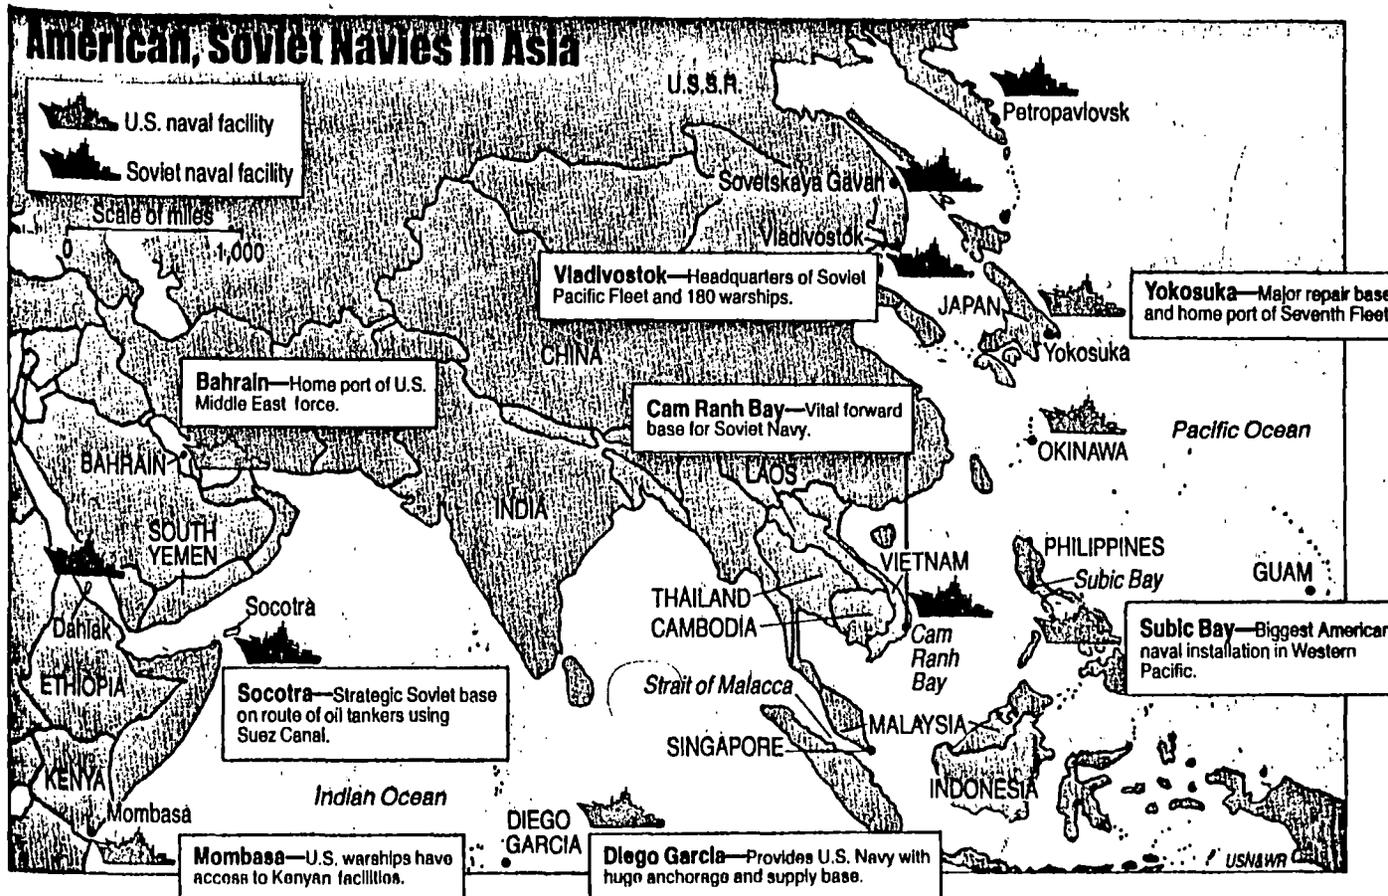 American, Soviet Navies in Asia
U.S. naval facility
Soviet naval facility
Scale of miles
0
1,000
U.S.S.R.
Petropavlovsk
Sovetskaya Gavan
Vladivostok
Vladivostok—Headquarters of Soviet
Pacific Fleet and 180 warships.
JAPAN
Yokosuka—Major repair base
and home port of Seventh Fleet
Yokosuka
CHINA
Bahrain—Home port of U.S.
Middle East force.
Cam Ranh Bay—Vital forward
base for Soviet Navy.
BAHRAIN
OKINAWA
Pacific Ocean
LAOS
INDIA
SOUTH
YEMEN
VIETNAM
PHILIPPINES
Subic Bay
GUAM
THAILAND
CAMBODIA
Socotra
Dahlak
Cam
Ranh
Bay
Subic Bay—Biggest American
naval installation in Western
Pacific.
ETHIOPIA
Socotra—Strategic Soviet base
on route of oil tankers using
Suez Canal.
Strait of Malacca
MALAYSIA
SINGAPORE
KENYA
INDONESIA
Indian Ocean
Mombasa
DIEGO
GARCIA
Mombasa—U.S. warships have
access to Kenyan facilities.
Diego Garcia—Provides U.S. Navy with
huge anchorage and supply base.
USN&WR